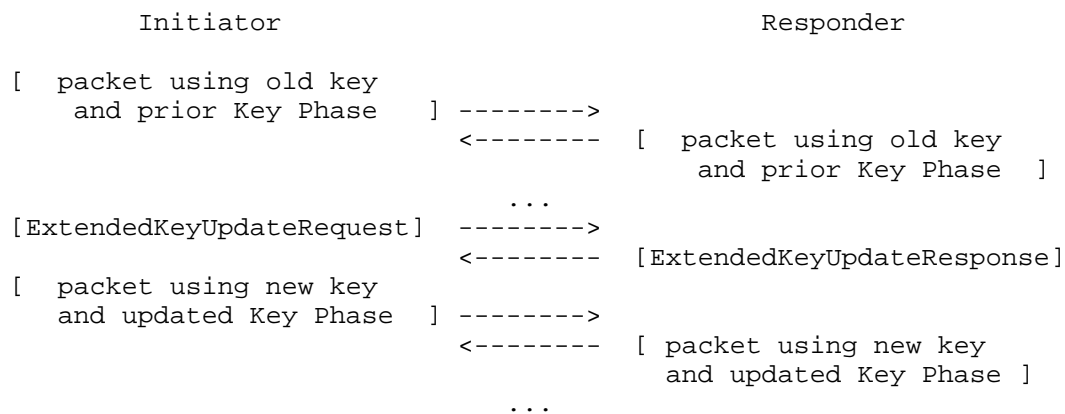 Initiator                                Responder
[  packet using old key
    and prior Key Phase   ] -------->
                            <--------  [  packet using old key
                                           and prior Key Phase  ]
                               ...
[ExtendedKeyUpdateRequest]  -------->
                            <--------  [ExtendedKeyUpdateResponse]
[  packet using new key
   and updated Key Phase  ] -------->
                            <--------  [ packet using new key
                                         and updated Key Phase ]
                               ...